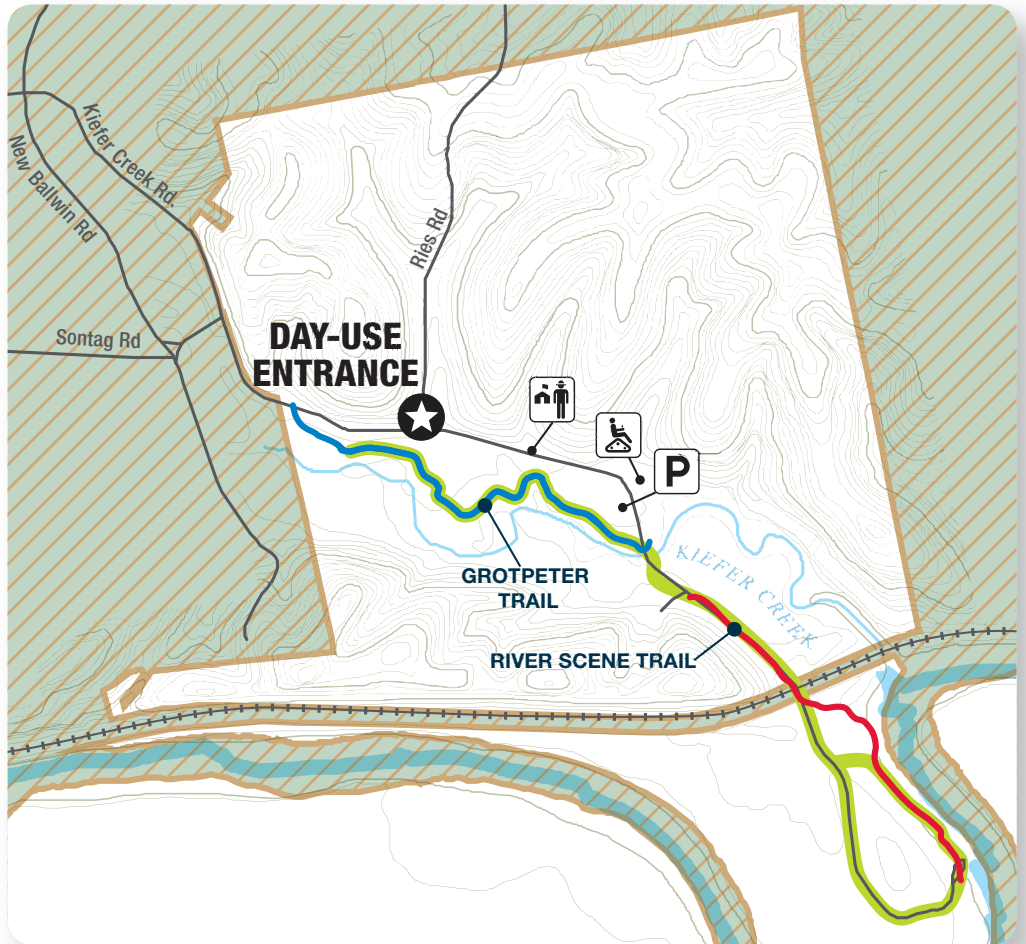 Kiefer Creek Rd.
New Ballwin Rd
Ries Rd
Sontag Rd
DAY-USE
ENTRANCE
P
KIEFER CREEK
GROTPETER
TRAIL
RIVER SCENE TRAIL